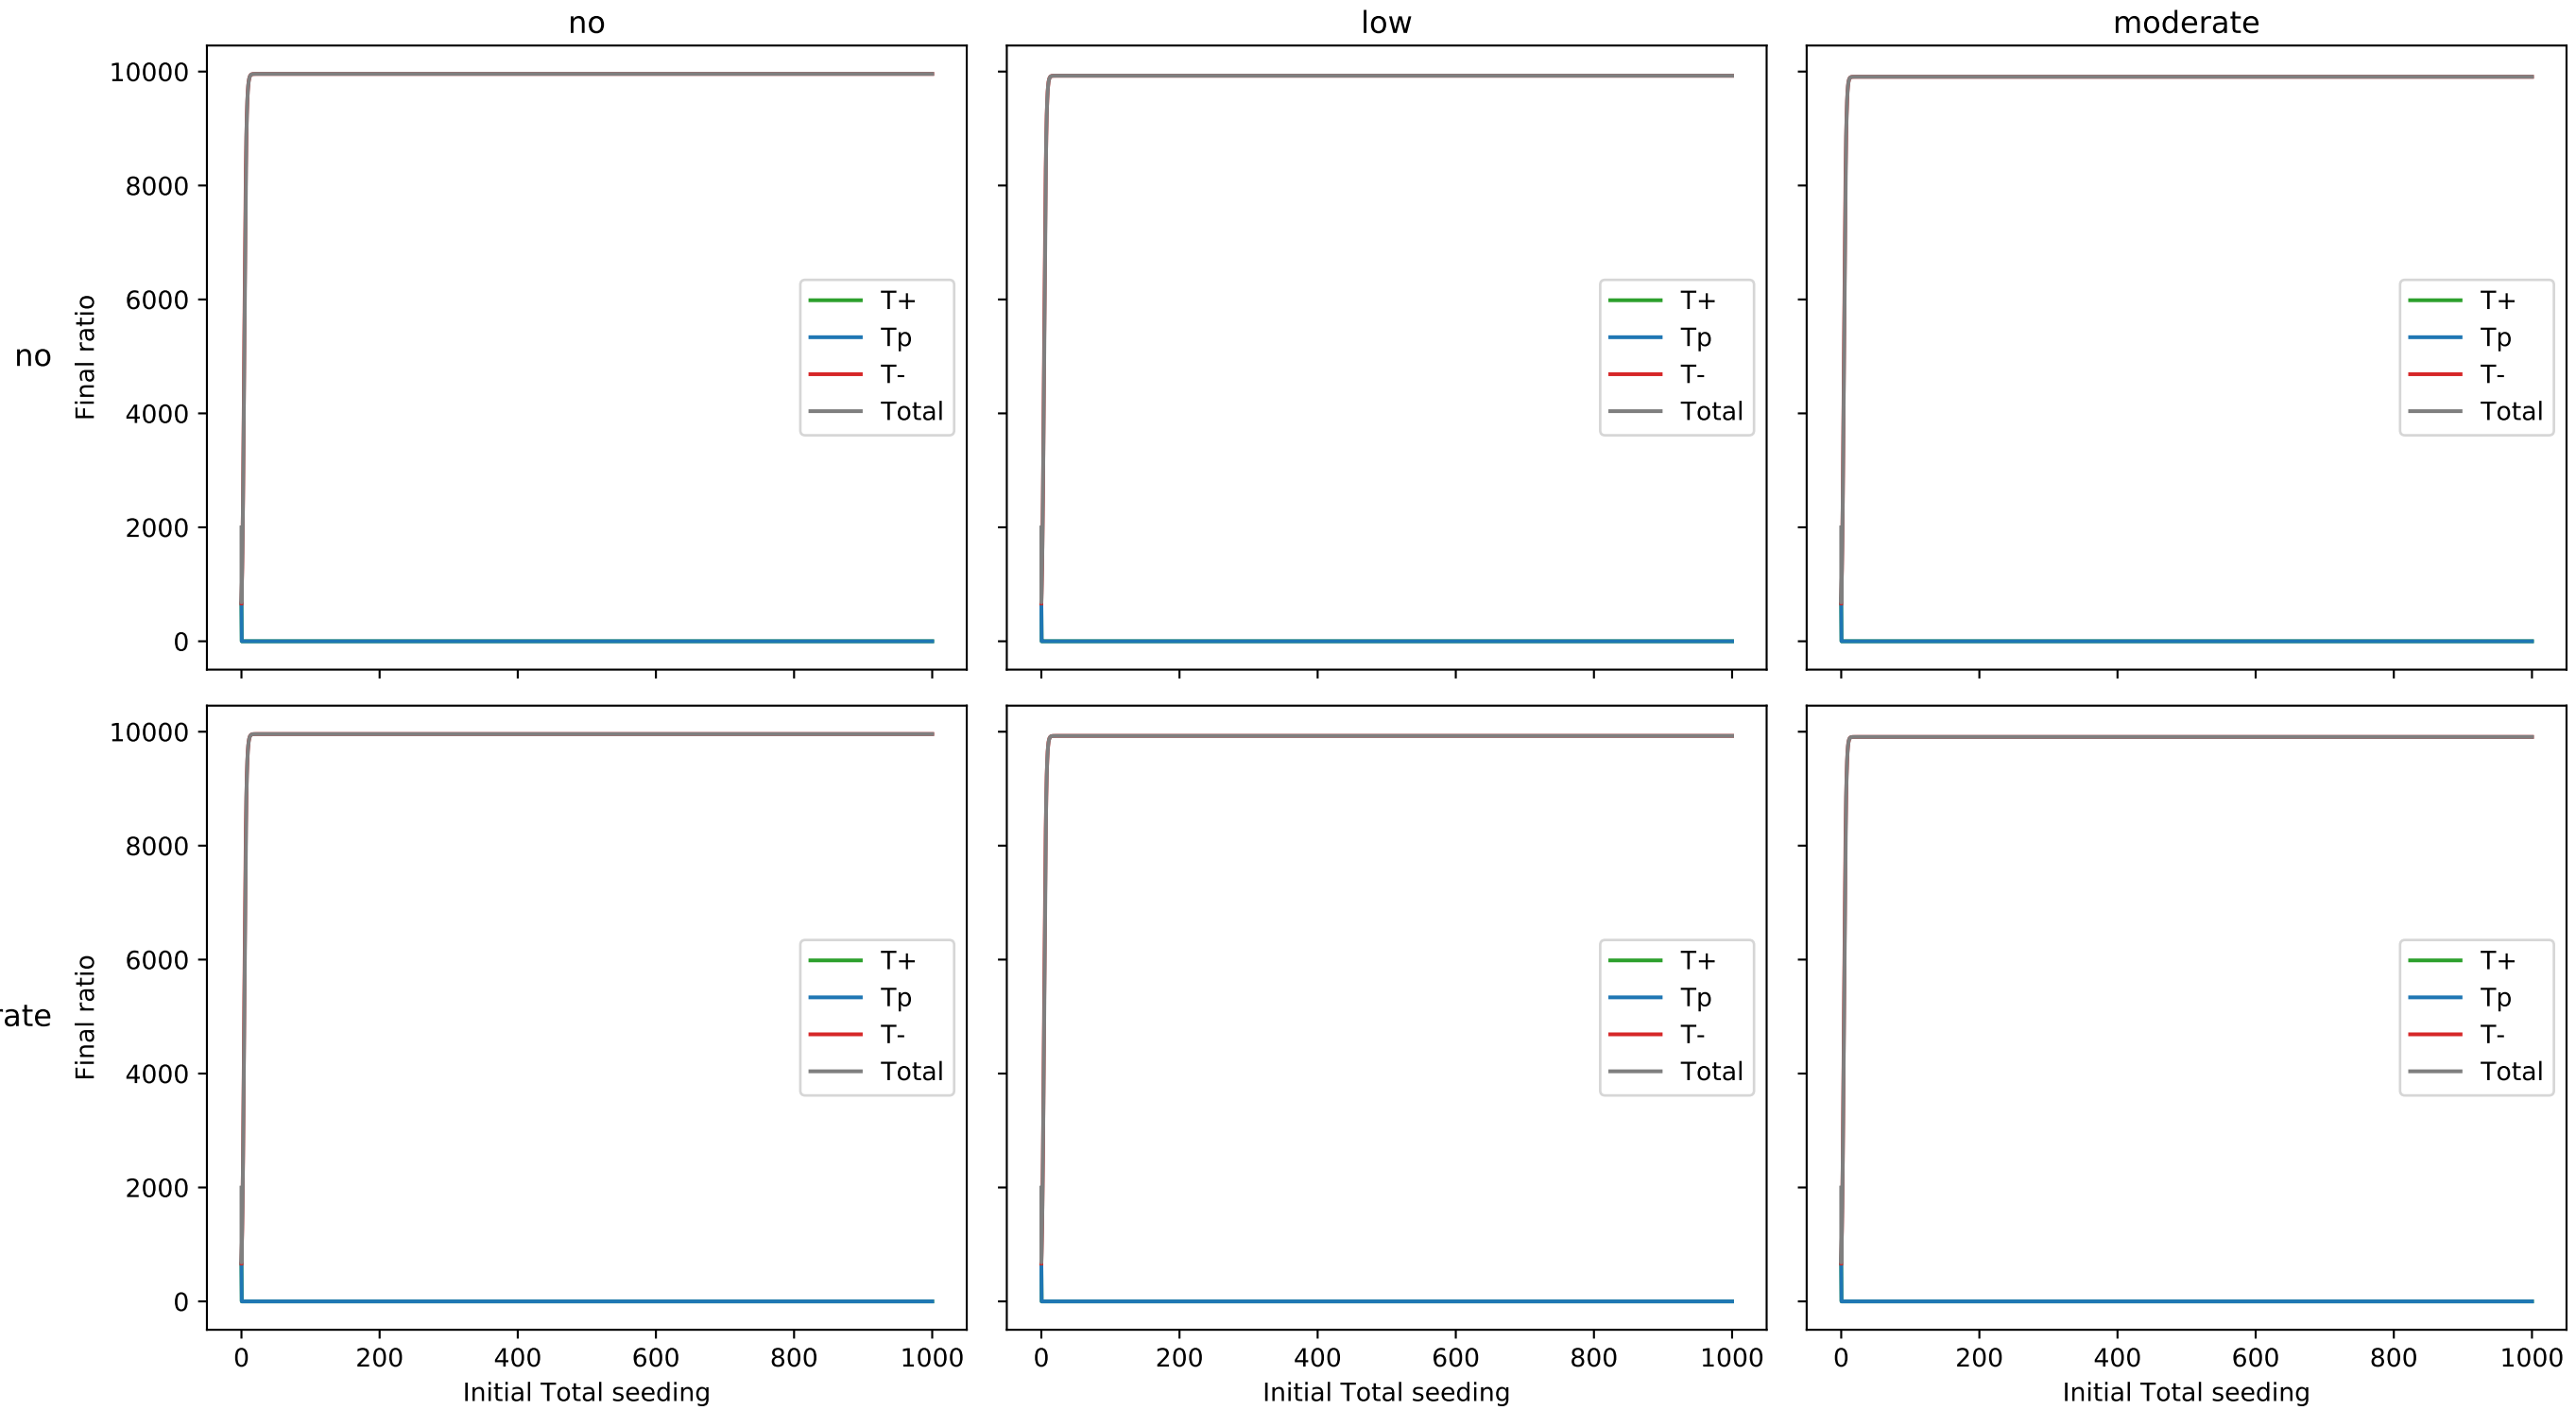 no low moderate
10000
8000
6000
4000
2000
0
Final ratio
no
T+
Tp
T-
Total
T+
Tp
T-
Total
T+
Tp
T-
Total
10000
8000
6000
4000
2000
0
Final ratio
rate
T+
Tp
T-
Total
T+
Tp
T-
Total
T+
Tp
T-
Total
0 200 400 600 800 1000
0 200 400 600 800 1000
0 200 400 600 800 1000
Initial Total seeding
Initial Total seeding
Initial Total seeding